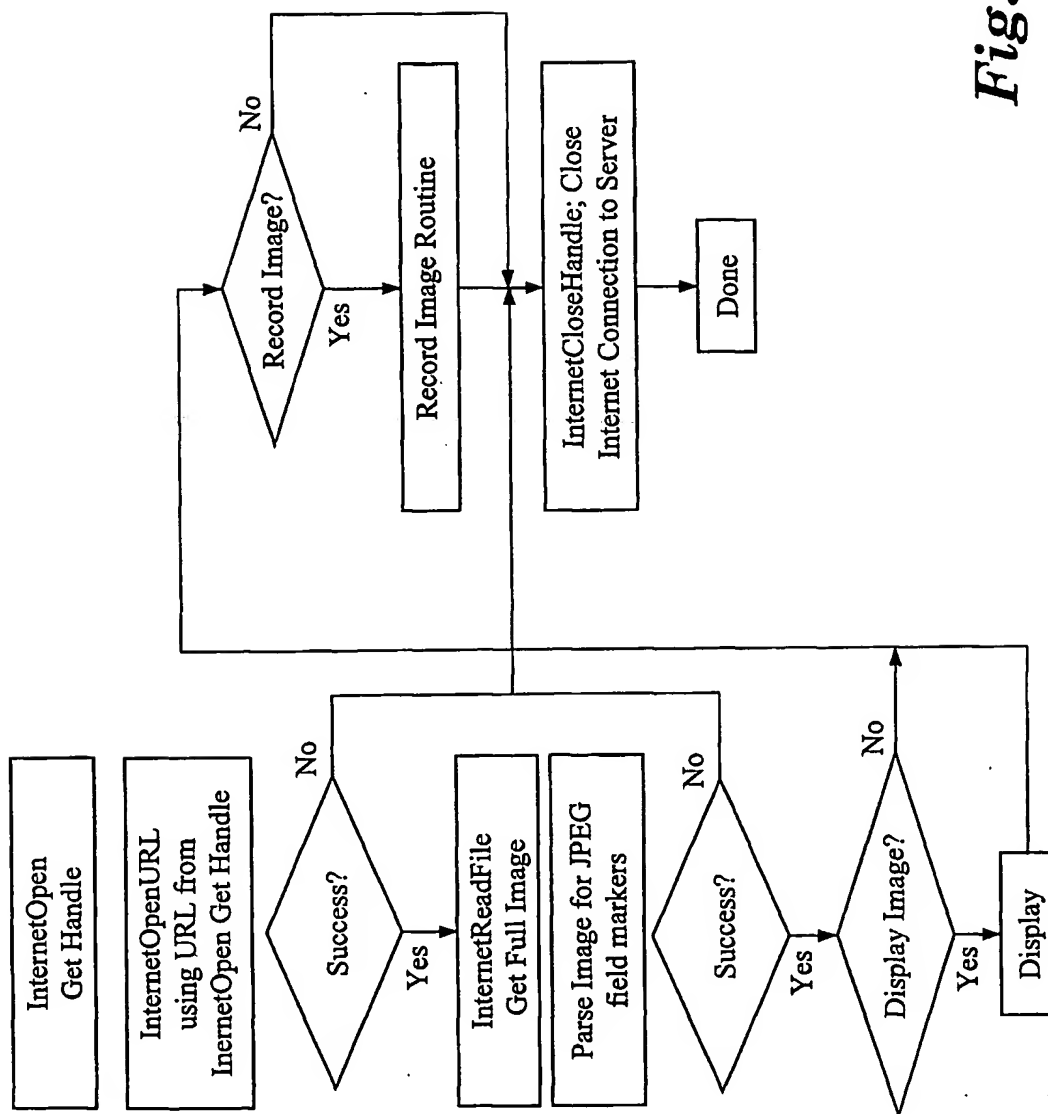 InternetOpen
Get Handle
InternetOpenURL
using URL from
InernetOpen Get Handle
Success?
No
Yes
InternetReadFile
Get Full Image
Parse Image for JPEG
field markers
Success?
No
Yes
Display Image?
No
Yes
Display
Record Image?
No
Yes
Record Image Routine
InternetCloseHandle; Close
Internet Connection to Server
Done
Fig.